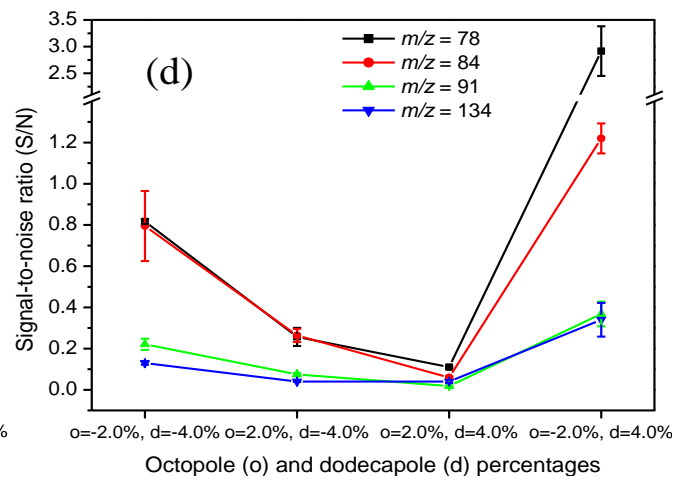 3.5
3.0
2.5
1.2
1.0
0.8
0.6
0.4
0.2
0.0
Signal-to-noise ratio (S/N)
(d)
m/z = 78
m/z = 84
m/z = 91
m/z = 134
% o=-2.0%, d=-4.0% o=2.0%, d=-4.0% o=2.0%, d=4.0% o=-2.0%, d=4.0%
Octopole (o) and dodecapole (d) percentages